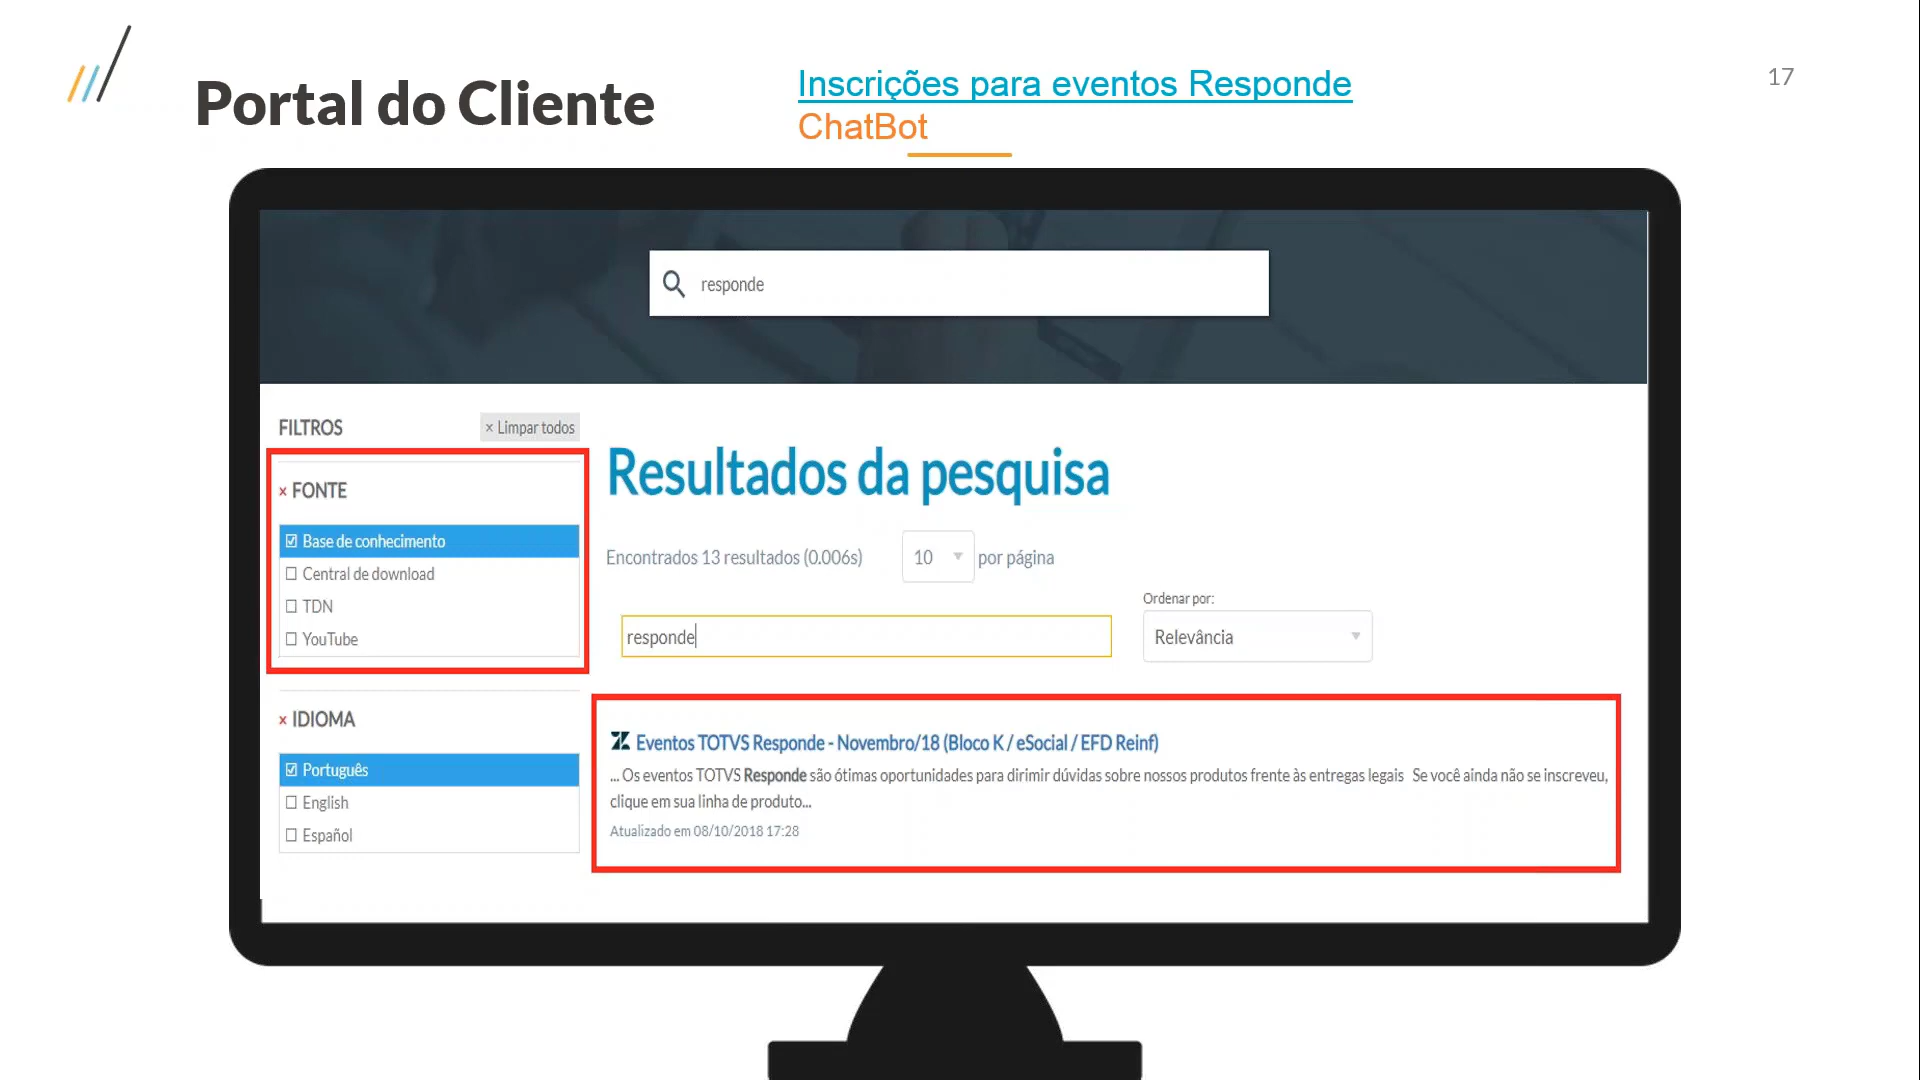 Portal do Cliente
Inscrições para eventos Responde
ChatBot
17
responde
FILTROS
× Limpar todos
× FONTE
Base de conhecimento
Central de download
TDN
YouTube
× IDIOMA
Português
English
Español
Resultados da pesquisa
Encontrados 13 resultados (0.006s)
10
por página
Ordenar por:
responde
Relevância
Eventos TOTVS Responde - Novembro/18 (Bloco K / eSocial / EFD Reinf)
... Os eventos TOTVS Responde são ótimas oportunidades para dirimir dúvidas sobre nossos produtos frente às entregas legais Se você ainda não se inscreveu,
clique em sua linha de produto...
Atualizado em 08/10/2018 17:28